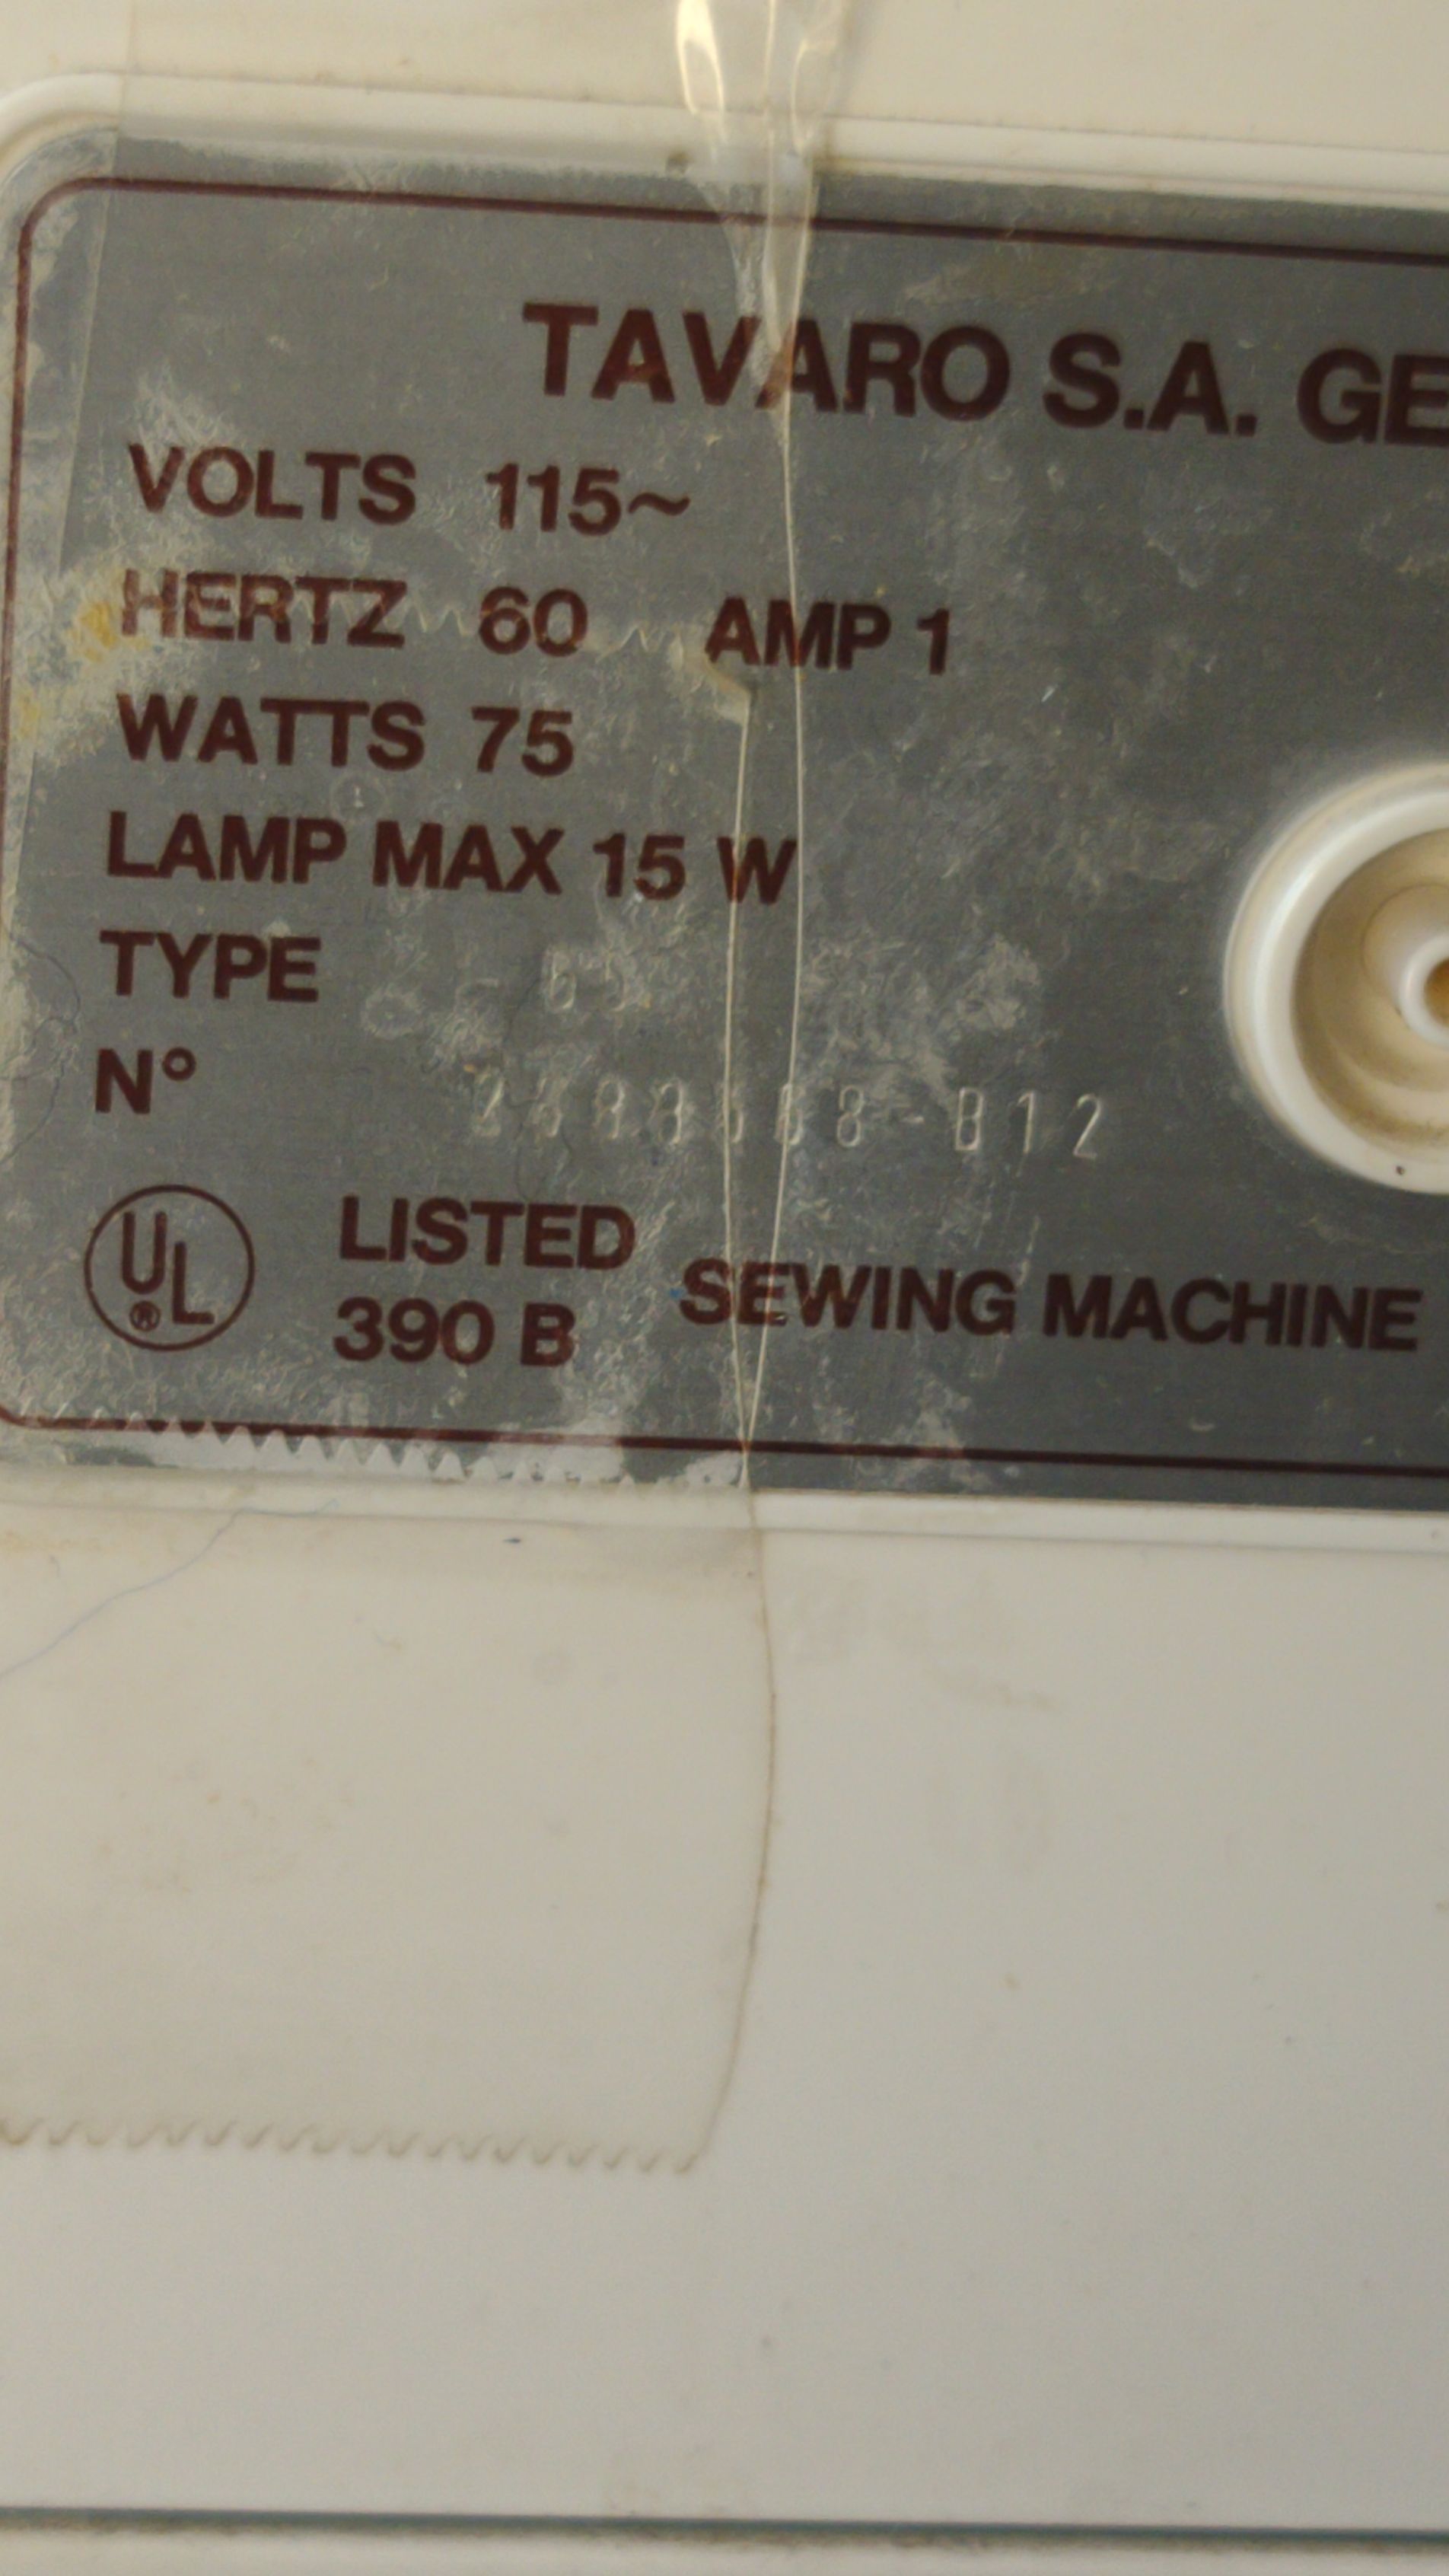 TAVARO S.A. GE
VOLTS 115~
HERTZ 60 AMP 1
WATTS 75
LAMP MAX 15 W
TYPE
N°
UL ®
LISTED
390 B
SEWING MACHINE